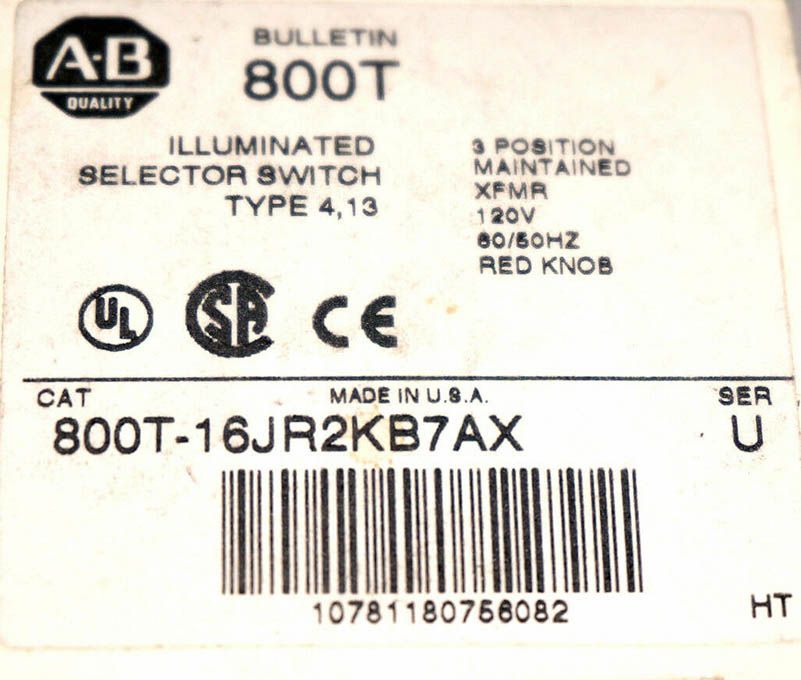 A-B
QUALITY
BULLETIN
800T
ILLUMINATED
SELECTOR SWITCH
TYPE 4,13
3 POSITION
MAINTAINED
XFMR
120V
60/50HZ
RED KNOB
UL
SA
CE
CAT
MADE IN U.S.A.
SER
800T-16JR2KB7AX
U
10781180756082
HT